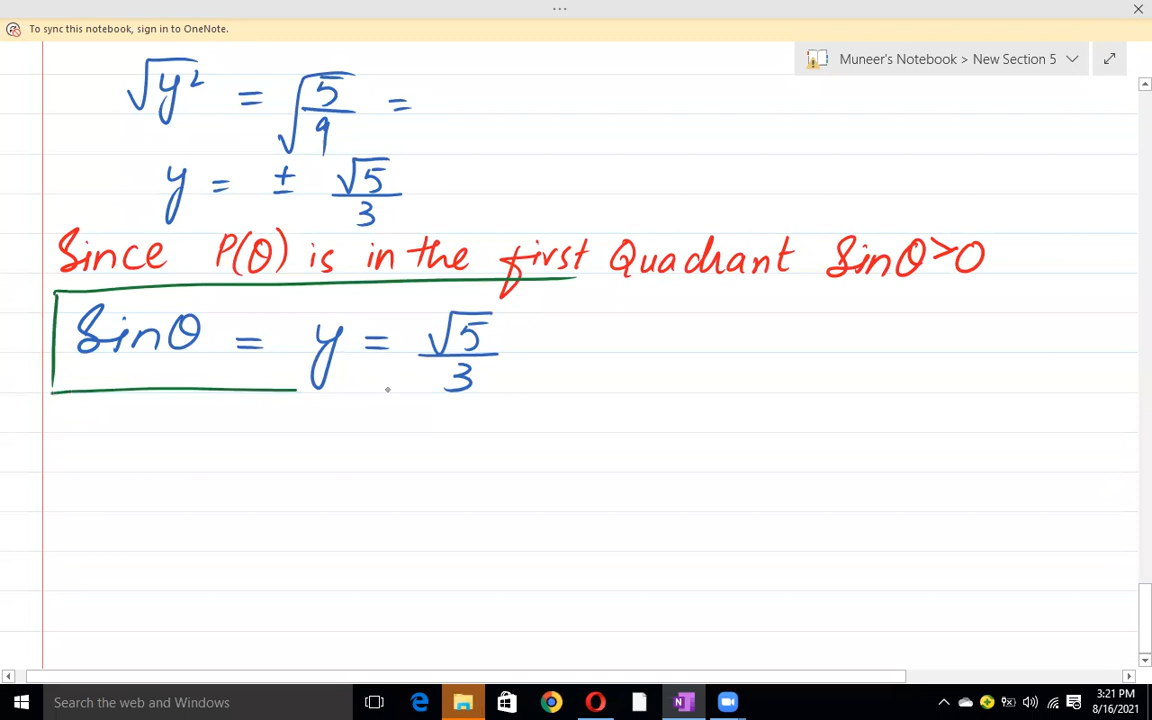 To sync this notebook, sign in to OneNote.
Muneer's Notebook > New Section 5
√y² = √5/9 =
y = ± √5/3
Since P(θ) is in the first Quadrant Sinθ>0
Sinθ = y = √5/3
Search the web and Windows
3:21 PM
8/16/2021